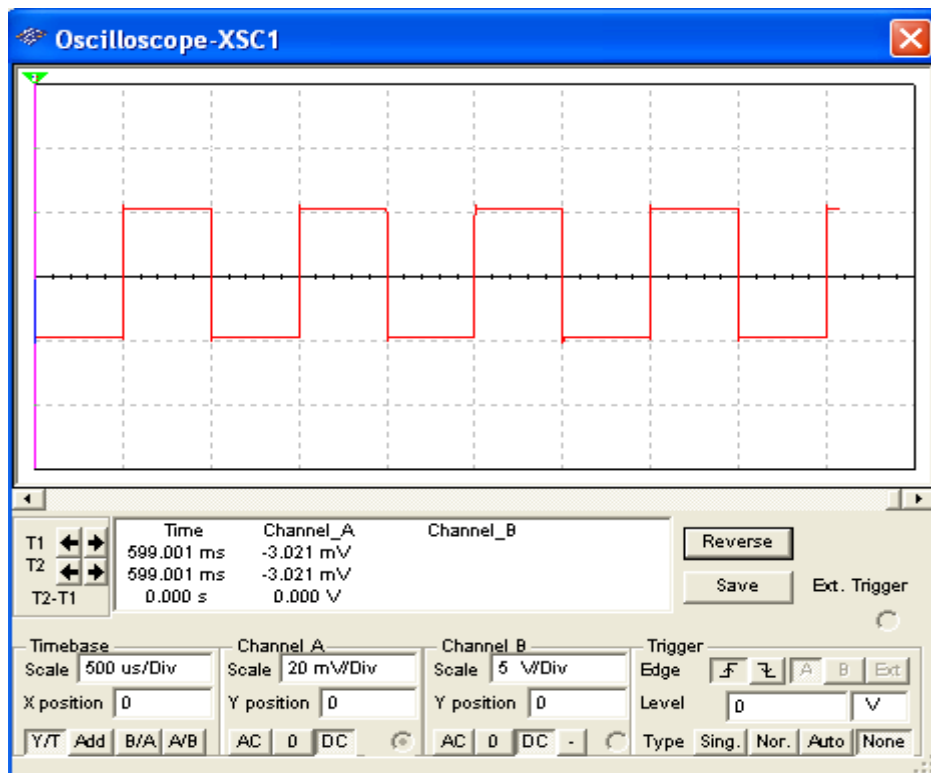 Oscilloscope-XSC1
Time Channel_A Channel_B
T1 599.001 ms -3.021 mV
T2 599.001 ms -3.021 mV
T2-T1 0.000 s 0.000 V
Reverse
Save Ext. Trigger
Timebase
Scale 500 us/Div
X position 0
Y/T Add B/A A/B
Channel A
Scale 20 mV/Div
Y position 0
AC 0 DC
Channel B
Scale 5 V/Div
Y position 0
AC 0 DC -
Trigger
Edge A B Ext
Level 0 V
Type Sing. Nor. Auto None